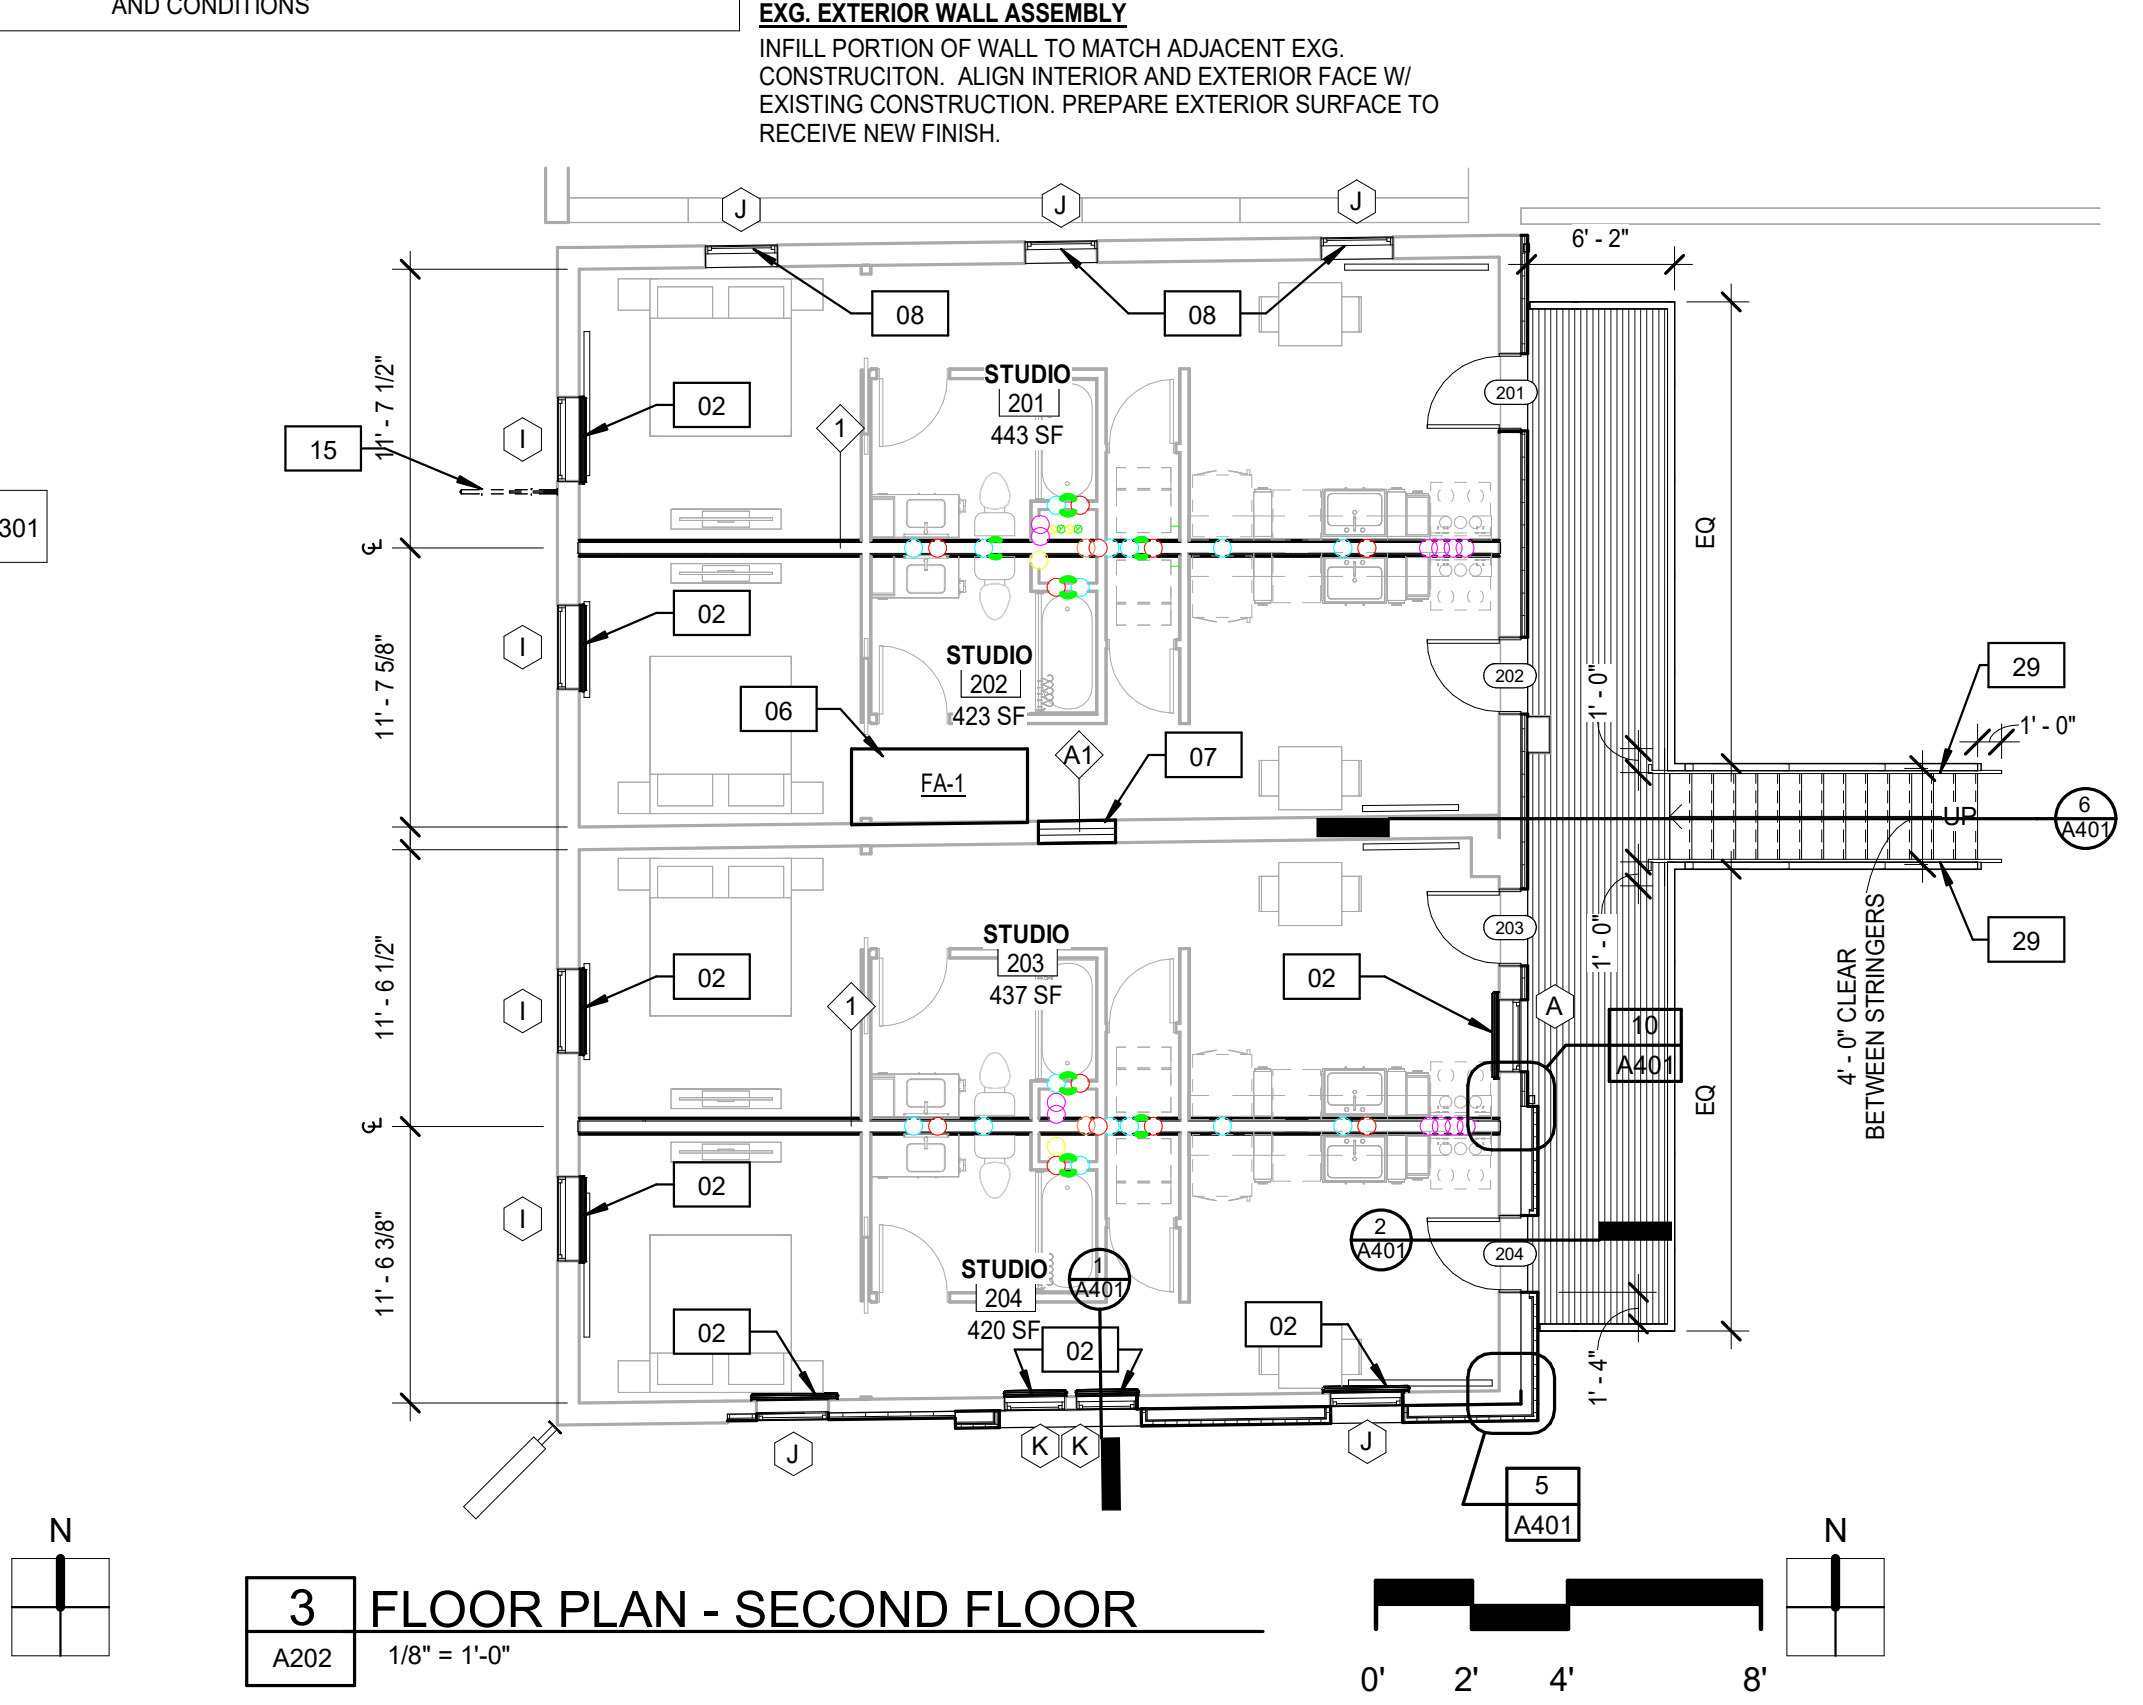 AND CONDITIONS
EXG. EXTERIOR WALL ASSEMBLY
INFILL PORTION OF WALL TO MATCH ADJACENT EXG.
CONSTRUCITON.  ALIGN INTERIOR AND EXTERIOR FACE W/
EXISTING CONSTRUCTION. PREPARE EXTERIOR SURFACE TO
RECEIVE NEW FINISH.
J
J
J
6' - 2"
08
08
11' - 7 1/2"
02
STUDIO
201
443 SF
201
15
I
1
301
EQ
℄
02
I
11' - 7 5/8"
STUDIO
202
423 SF
202
1' - 0"
29
06
07
A1
1' - 0"
FA-1
UP
6
A401
11' - 6 1/2"
STUDIO
203
437 SF
203
1' - 0"
29
4' - 0" CLEAR
BETWEEN STRINGERS
02
02
I
1
A
10
A401
EQ
℄
02
I
11' - 6 3/8"
2
A401
204
STUDIO
204
420 SF
1
A401
02
02
02
1' - 4"
J
K
K
J
5
A401
N
N
3
FLOOR PLAN - SECOND FLOOR
A202
1/8" = 1'-0"
0'
2'
4'
8'